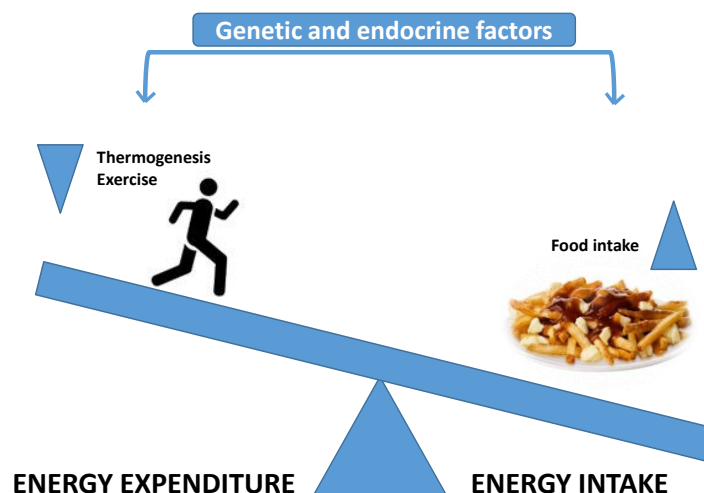 Genetic and endocrine factors
Thermogenesis
Exercise
Food intake
ENERGY EXPENDITURE
ENERGY INTAKE